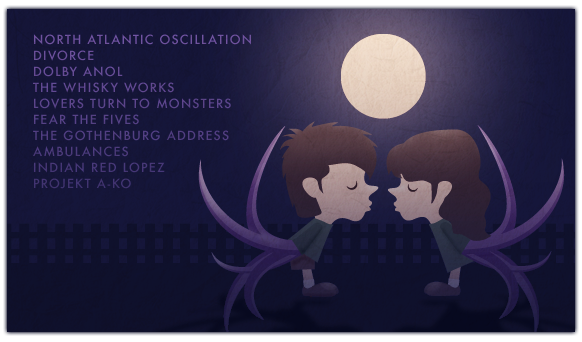 NORTH ATLANTIC OSCILLATION
DIVORCE
DOLBY ANOL
THE WHISKY WORKS
LOVERS TURN TO MONSTERS
FEAR THE FIVES
THE GOTHENBURG ADDRESS
AMBULANCES
INDIAN RED LOPEZ
PROJEKT A-KO